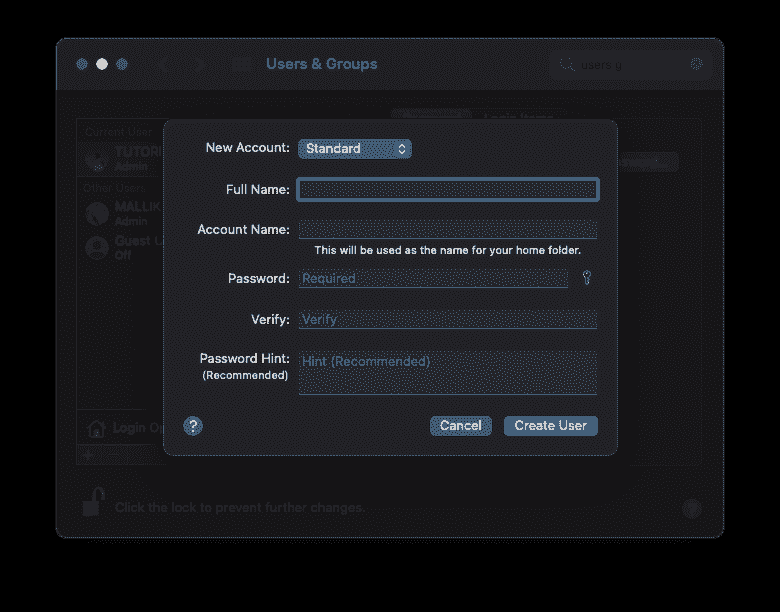 Users & Groups
users g
Login Items
Current User
TUTORI
Admin
Other Users
MALLIK
Admin
Guest
Off
Login Op
New Account: Standard
Full Name:
Account Name:
This will be used as the name for your home folder.
Password: Required
Verify: Verify
Password Hint: Hint (Recommended)
(Recommended)
? Cancel Create User
Click the lock to prevent further changes. ?